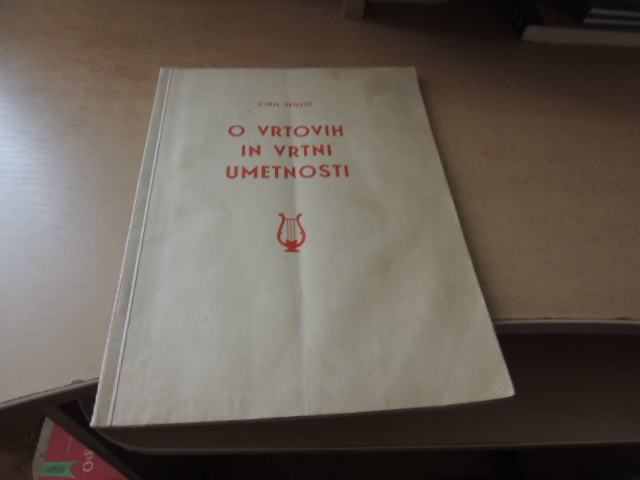 CIRIL JEGLIČ
O VRTOVIH
IN VRTNI
UMETNOSTI